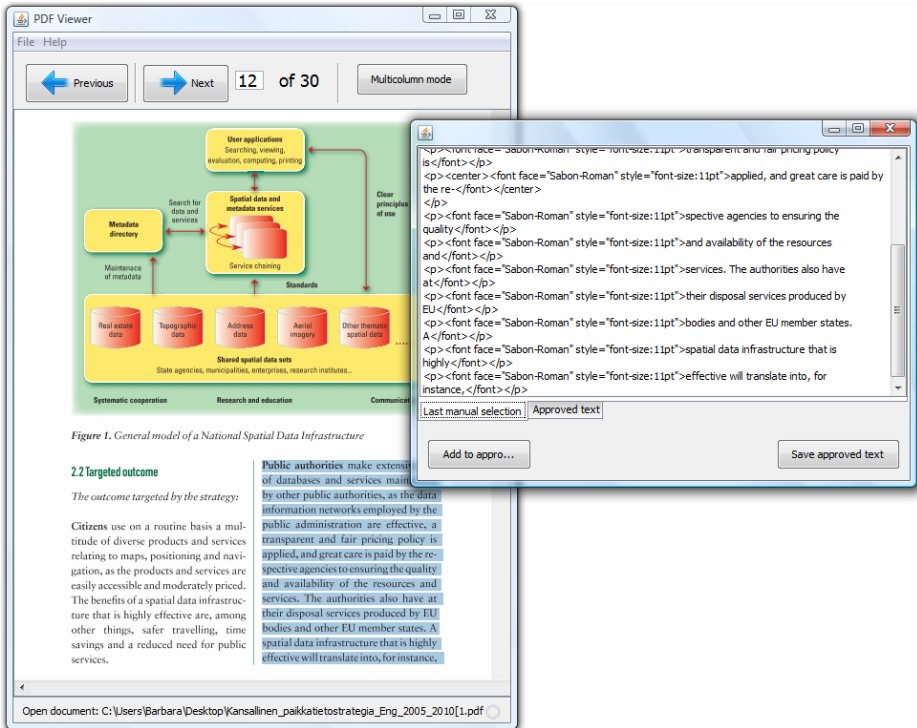 PDF Viewer
File Help
Previous
Next
12 of 30
Multicolumn mode
User applications
Searching, viewing,
evaluation, computing, printing
Search for
data and
services
Spatial data and
metadata services
Clear
principles
of use
Metadata
directory
Service chaining
Maintenace
of metadata
Standards
Real estate
data
Topographic
data
Address
data
Aerial
imagery
Other thematic
spatial data
.....
Shared spatial data sets
State agencies, municipalities, enterprises, research institutes...
Systematic cooperation
Research and education
Communicat
Figure 1. General model of a National Spatial Data Infrastructure
2.2 Targeted outcome
The outcome targeted by the strategy:
Citizens use on a routine basis a mul-
titude of diverse products and services
relating to maps, positioning and navi-
gation, as the products and services are
easily accessible and moderately priced.
The benefits of a spatial data infrastruc-
ture that is highly effective are, among
other things, safer travelling, time
savings and a reduced need for public
services.
Public authorities make extensiv
of databases and services main
by other public authorities, as the data
information networks employed by the
public administration are effective, a
transparent and fair pricing policy is
applied, and great care is paid by the re-
spective agencies to ensuring the quality
and availability of the resources and
services. The authorities also have at
their disposal services produced by EU
bodies and other EU member states. A
spatial data infrastructure that is highly
effective will translate into, for instance,
Open document: C:\Users\Barbara\Desktop\Kansallinen_paikkatietostrategia_Eng_2005_2010[1.pdf
<p><font face="Sabon-Roman" style="font-size:11pt">transparent and fair pricing policy
is</font></p>
<p><center><font face="Sabon-Roman" style="font-size:11pt">applied, and great care is paid by
the re-</font></center>
</p>
<p><font face="Sabon-Roman" style="font-size:11pt">spective agencies to ensuring the
quality</font></p>
<p><font face="Sabon-Roman" style="font-size:11pt">and availability of the resources
and</font></p>
<p><font face="Sabon-Roman" style="font-size:11pt">services. The authorities also have
at</font></p>
<p><font face="Sabon-Roman" style="font-size:11pt">their disposal services produced by
EU</font></p>
<p><font face="Sabon-Roman" style="font-size:11pt">bodies and other EU member states.
A</font></p>
<p><font face="Sabon-Roman" style="font-size:11pt">spatial data infrastructure that is
highly</font></p>
<p><font face="Sabon-Roman" style="font-size:11pt">effective will translate into, for
instance,</font></p>
Last manual selection
Approved text
Add to appro...
Save approved text